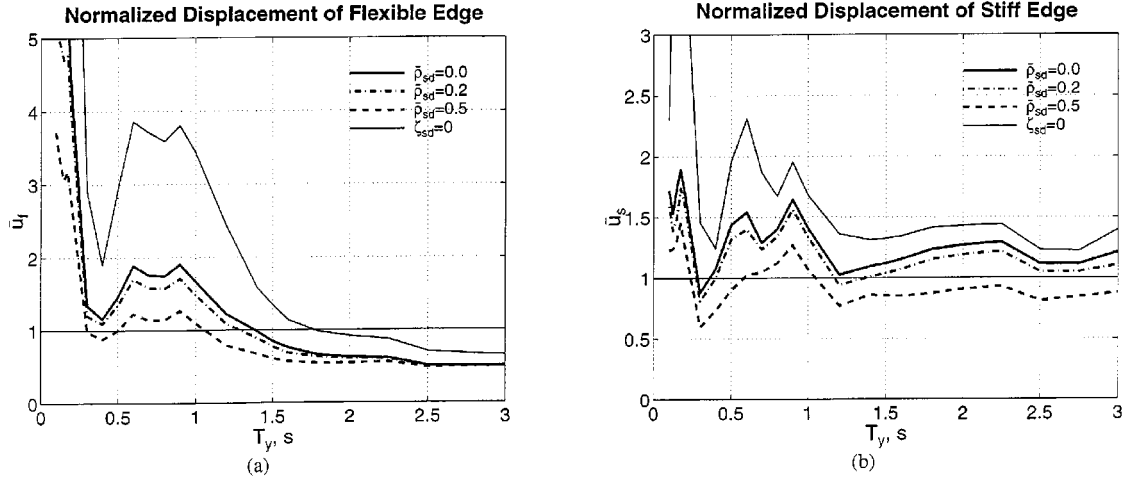 Normalized Displacement of Flexible Edge
5
4
3
2
1
0
ū_f
ρ̄_sd=0.0
ρ̄_sd=0.2
ρ̄_sd=0.5
ζ_sd=0
0 0.5 1 1.5 2 2.5 3
T_y, s
(a)
Normalized Displacement of Stiff Edge
3
2.5
2
1.5
1
0.5
0
ū_s
ρ̄_sd=0.0
ρ̄_sd=0.2
ρ̄_sd=0.5
ζ_sd=0
0 0.5 1 1.5 2 2.5 3
T_y, s
(b)